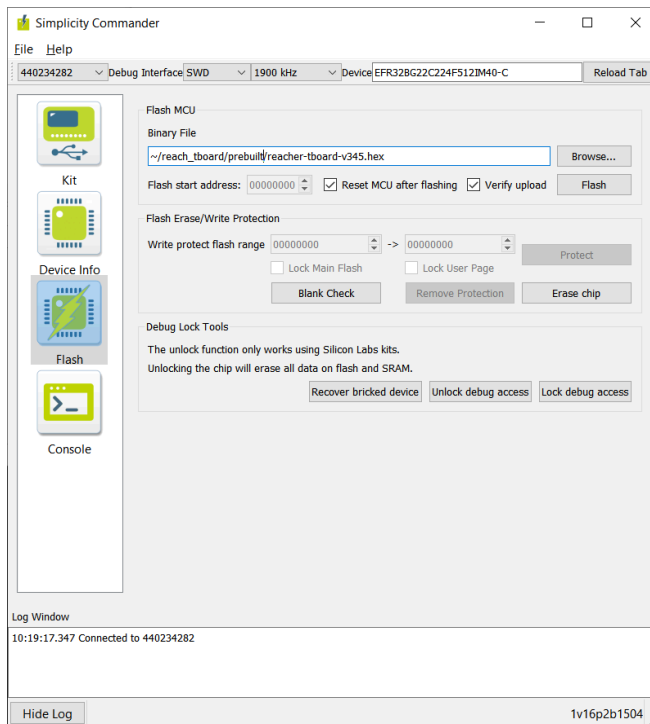 Simplicity Commander
File Help
440234282 Debug Interface SWD 1900 kHz Device EFR32BG22C224F512IM40-C Reload Tab
Kit
Device Info
Flash
Console
Flash MCU
Binary File
~/reach_tboard/prebuilt/reacher-tboard-v345.hex Browse...
Flash start address: 00000000 Reset MCU after flashing Verify upload Flash
Flash Erase/Write Protection
Write protect flash range 00000000 -> 00000000 Protect
Lock Main Flash Lock User Page
Blank Check Remove Protection Erase chip
Debug Lock Tools
The unlock function only works using Silicon Labs kits.
Unlocking the chip will erase all data on flash and SRAM.
Recover bricked device Unlock debug access Lock debug access
Log Window
10:19:17.347 Connected to 440234282
Hide Log 1v16p2b1504